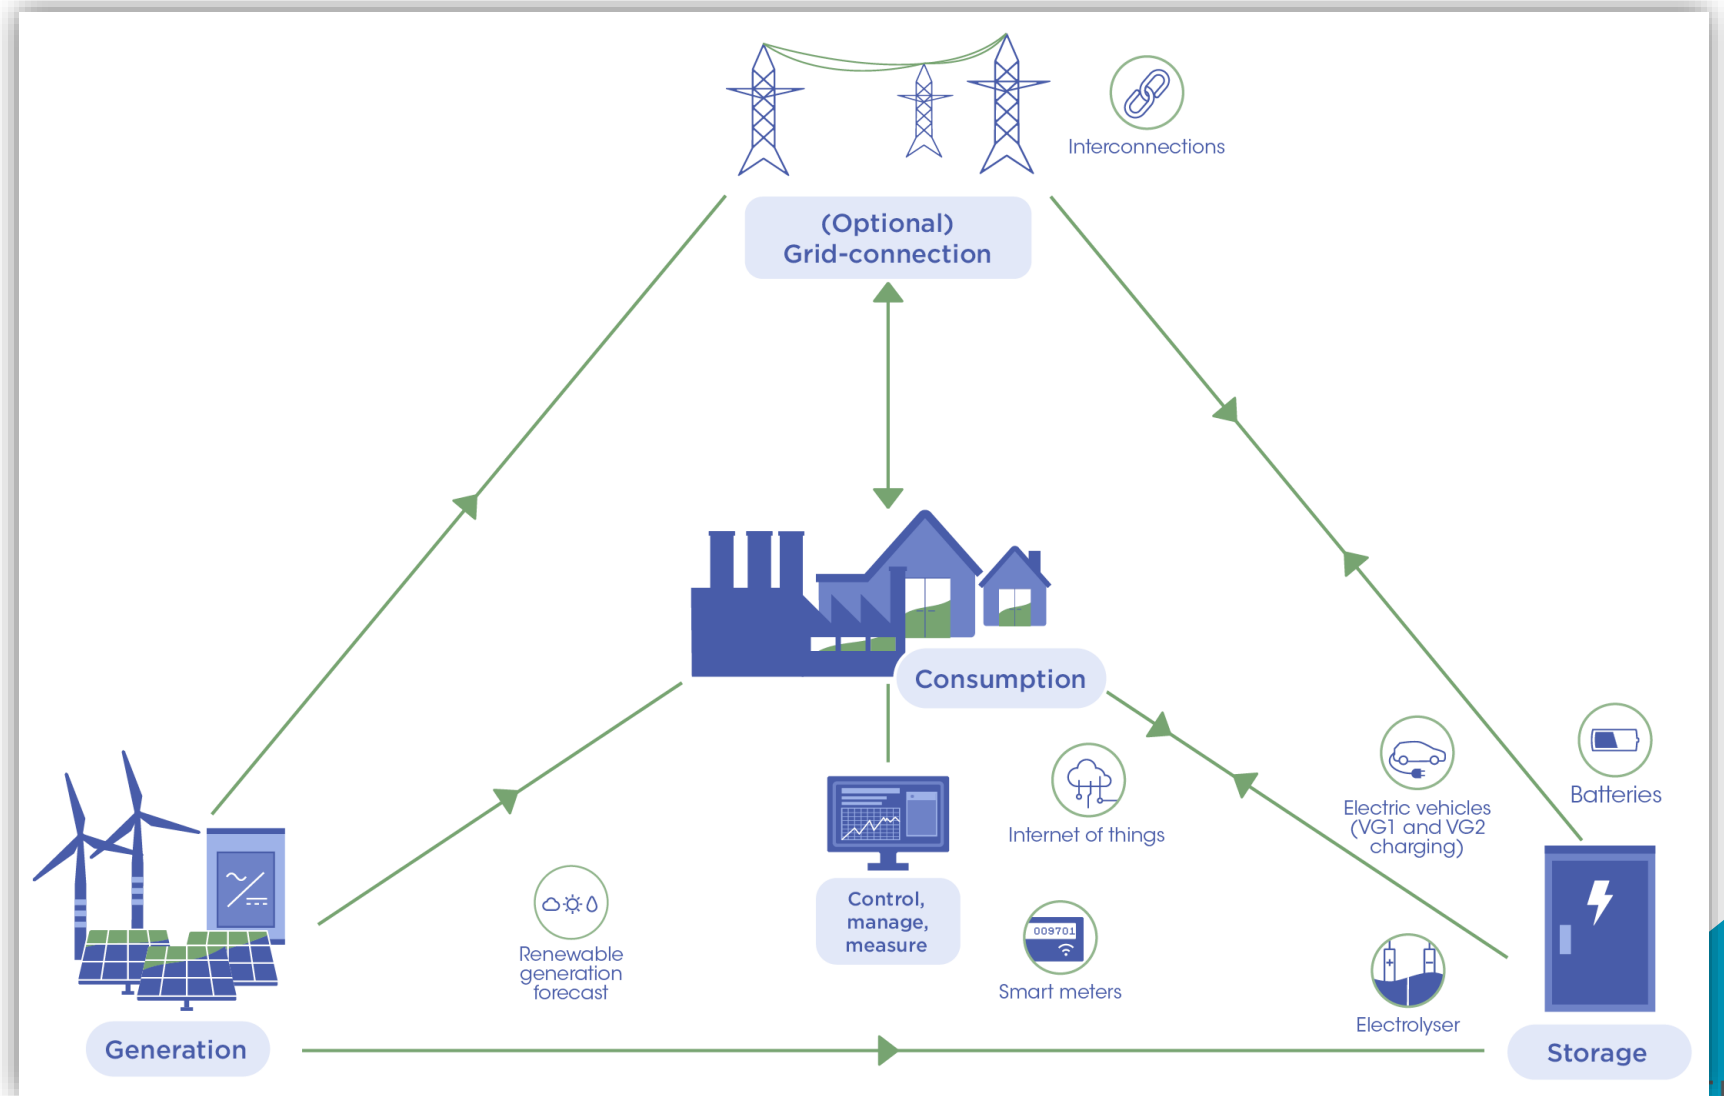 Interconnections
(Optional)
Grid-connection
Consumption
Internet of things
Electric vehicles
(VG1 and VG2
charging)
Batteries
Control,
manage,
measure
009701
Smart meters
Renewable
generation
forecast
Electrolyser
Generation
Storage